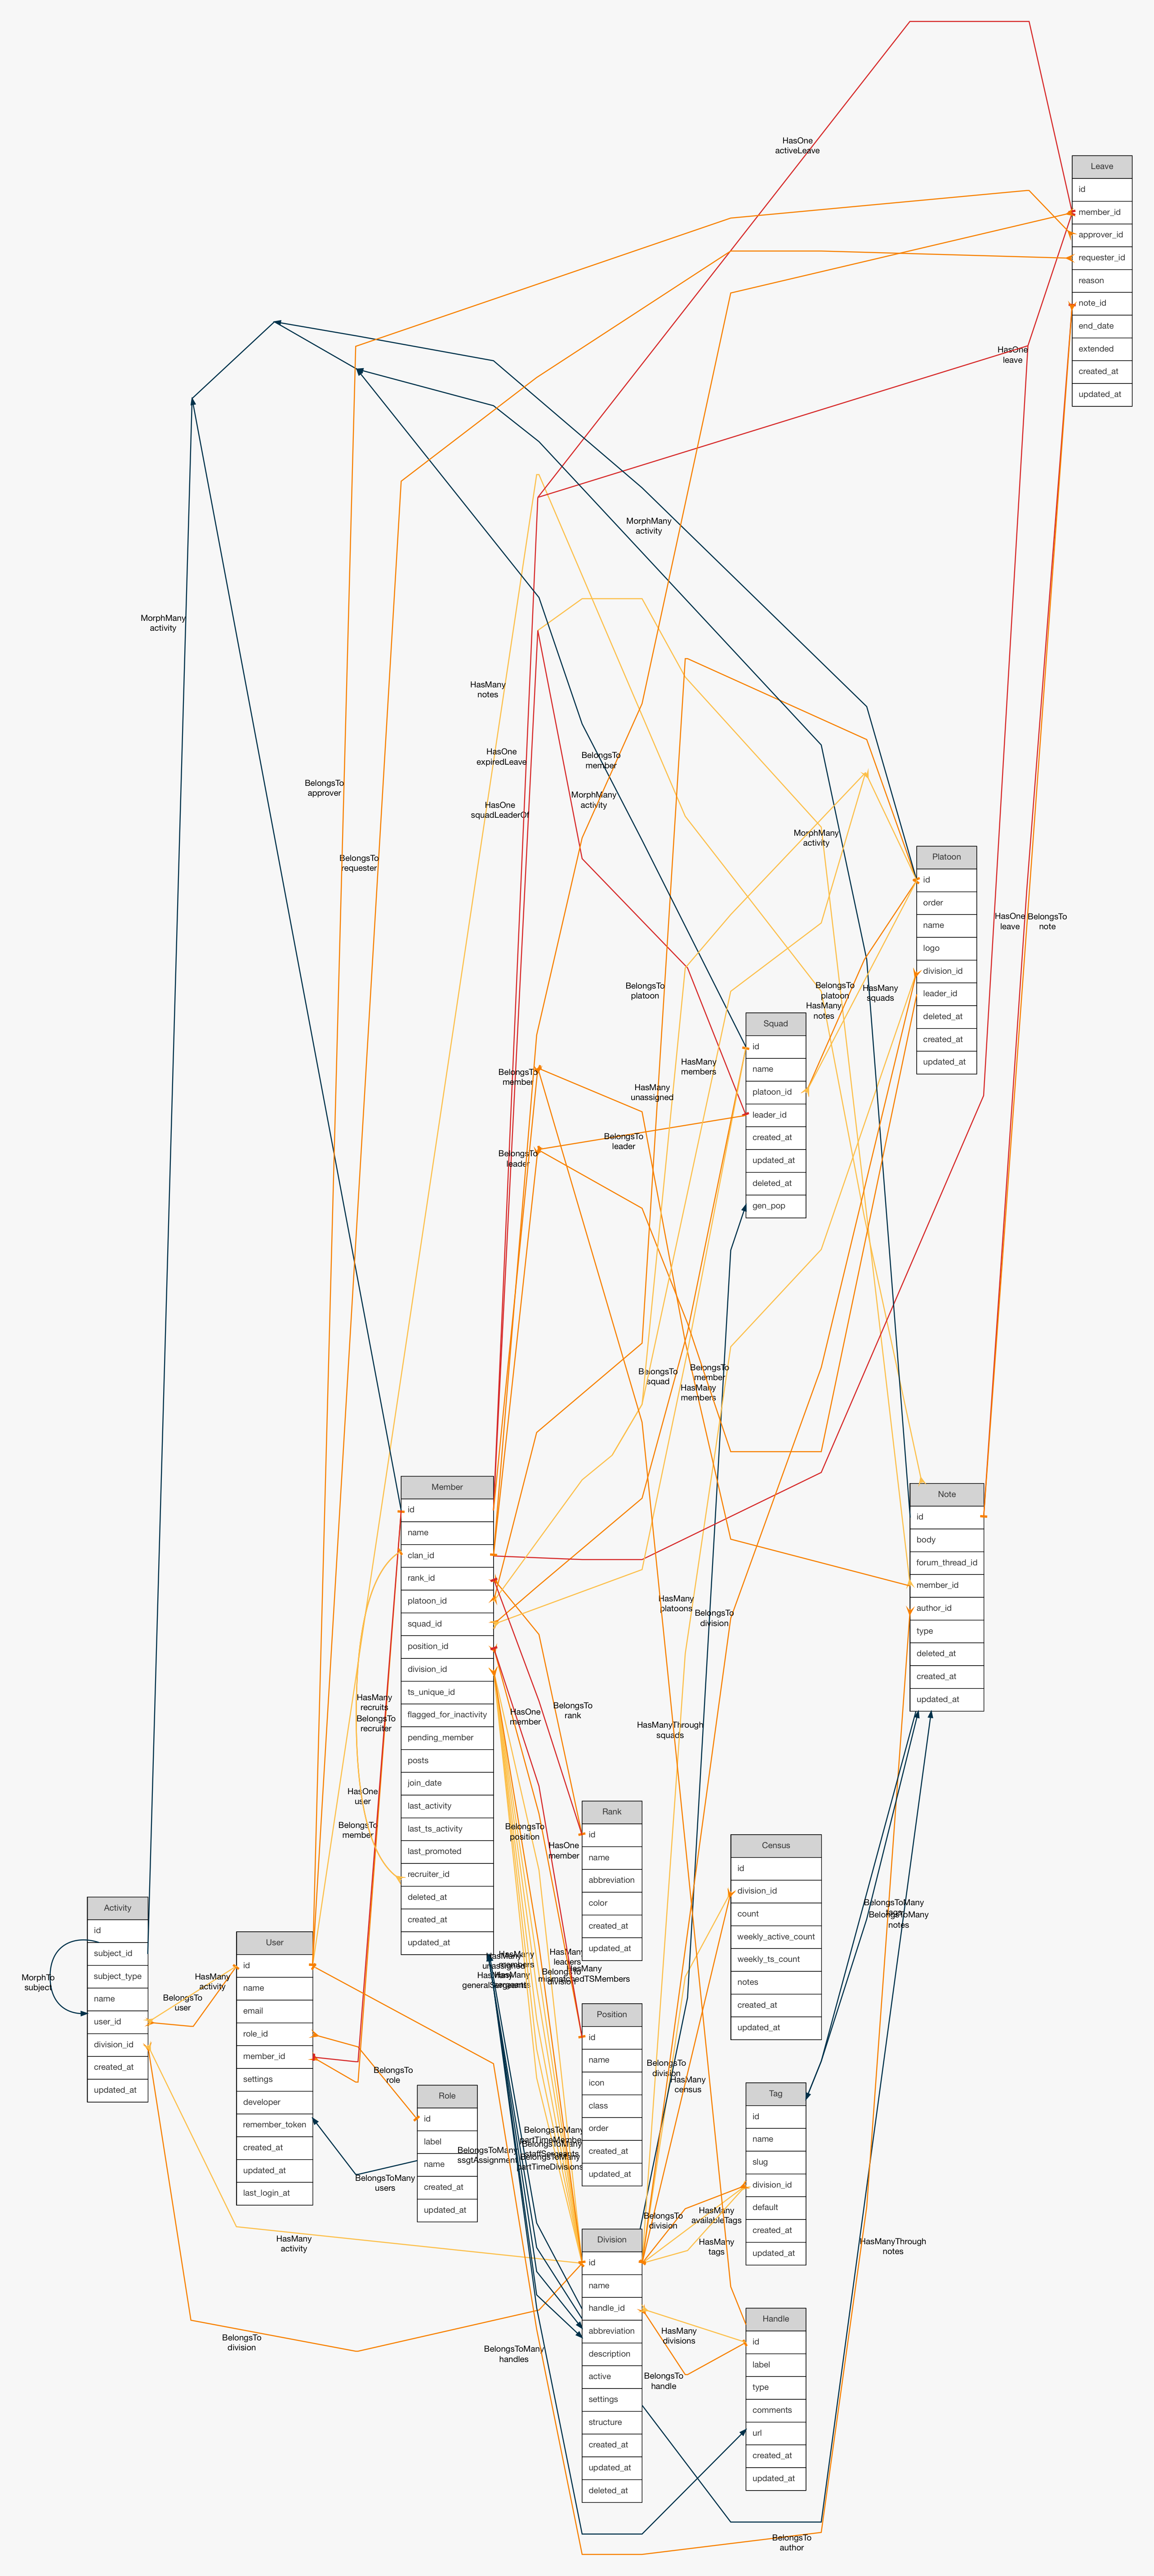 HasOne
activeLeave
Leave
id
member_id
approver_id
requester_id
reason
note_id
end_date
extended
created_at
updated_at
HasOne
leave
MorphMany
activity
MorphMany
activity
HasMany
notes
HasOne
expiredLeave
BelongsTo
member
BelongsTo
approver
MorphMany
activity
HasOne
squadLeaderOf
MorphMany
activity
BelongsTo
requester
Platoon
id
order
name
logo
division_id
leader_id
deleted_at
created_at
updated_at
HasOne
leave
BelongsTo
note
BelongsTo
platoon
BelongsTo
platoon
HasMany
squads
HasMany
notes
Squad
id
name
platoon_id
leader_id
created_at
updated_at
deleted_at
gen_pop
HasMany
members
BelongsTo
member
HasMany
unassigned
BelongsTo
leader
BelongsTo
leader
BelongsTo
squad
BelongsTo
member
HasMany
members
Member
id
name
clan_id
rank_id
platoon_id
squad_id
position_id
division_id
ts_unique_id
flagged_for_inactivity
pending_member
posts
join_date
last_activity
last_ts_activity
last_promoted
recruiter_id
deleted_at
created_at
updated_at
Note
id
body
forum_thread_id
member_id
author_id
type
deleted_at
created_at
updated_at
HasMany
platoons
BelongsTo
division
HasMany
recruits
BelongsTo
recruiter
HasOne
member
BelongsTo
rank
HasManyThrough
squads
HasOne
user
BelongsTo
member
BelongsTo
position
HasOne
member
Rank
id
name
abbreviation
color
created_at
updated_at
Census
id
division_id
count
weekly_active_count
weekly_ts_count
notes
created_at
updated_at
BelongsToMany
BelongsToMany
notes
Activity
id
subject_id
subject_type
name
user_id
division_id
created_at
updated_at
MorphTo
subject
HasMany
activity
BelongsTo
user
User
id
name
email
role_id
member_id
settings
developer
remember_token
created_at
updated_at
last_login_at
HasMany
members
HasMany
leaders
HasMany
mismatchedTSMembers
BelongsTo
division
Position
id
name
icon
class
order
created_at
updated_at
BelongsTo
division
HasMany
census
BelongsTo
role
Role
id
label
name
created_at
updated_at
BelongsToMany
users
BelongsToMany
BelongsToMany
staffSergeants
BelongsToMany
partTimeDivisions
Tag
id
name
slug
division_id
default
created_at
updated_at
BelongsTo
division
HasMany
availableTags
HasMany
tags
HasMany
activity
HasManyThrough
notes
Division
id
name
handle_id
abbreviation
description
active
settings
structure
created_at
updated_at
deleted_at
Handle
id
label
type
comments
url
created_at
updated_at
HasMany
divisions
BelongsTo
handle
BelongsTo
division
BelongsToMany
handles
BelongsTo
author